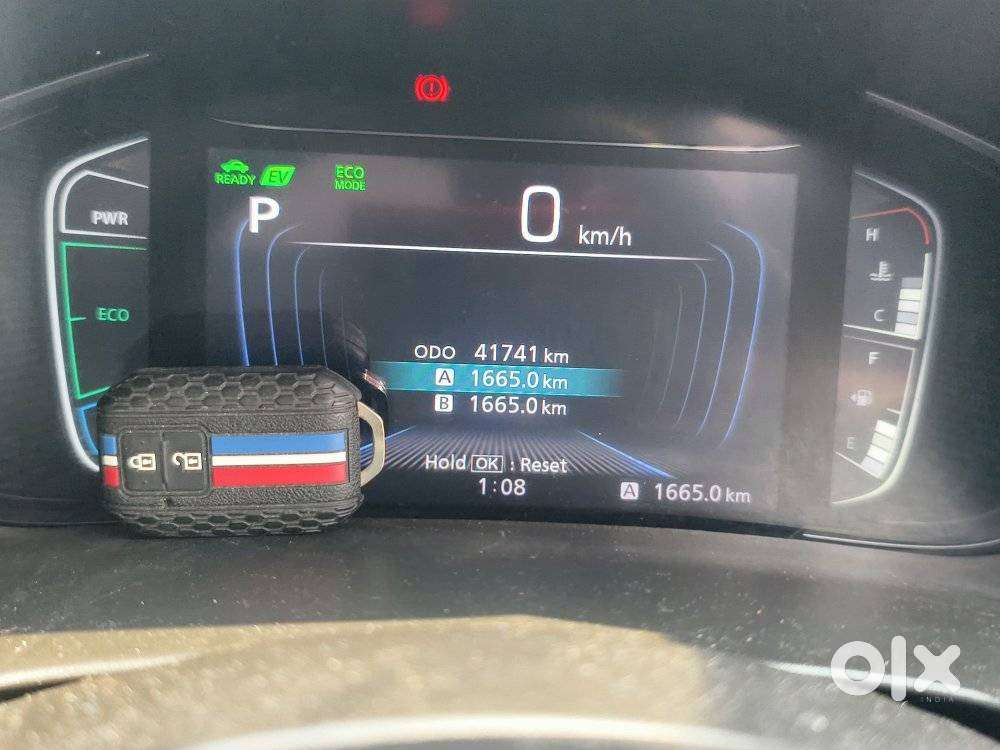 READY EV ECO
MODE
P 0 km/h
PWR
ECO
H
C
F
E
ODO 41741 km
A 1665.0 km
B 1665.0 km
Hold OK : Reset
1:08 A 1665.0 km
olx
INDIA